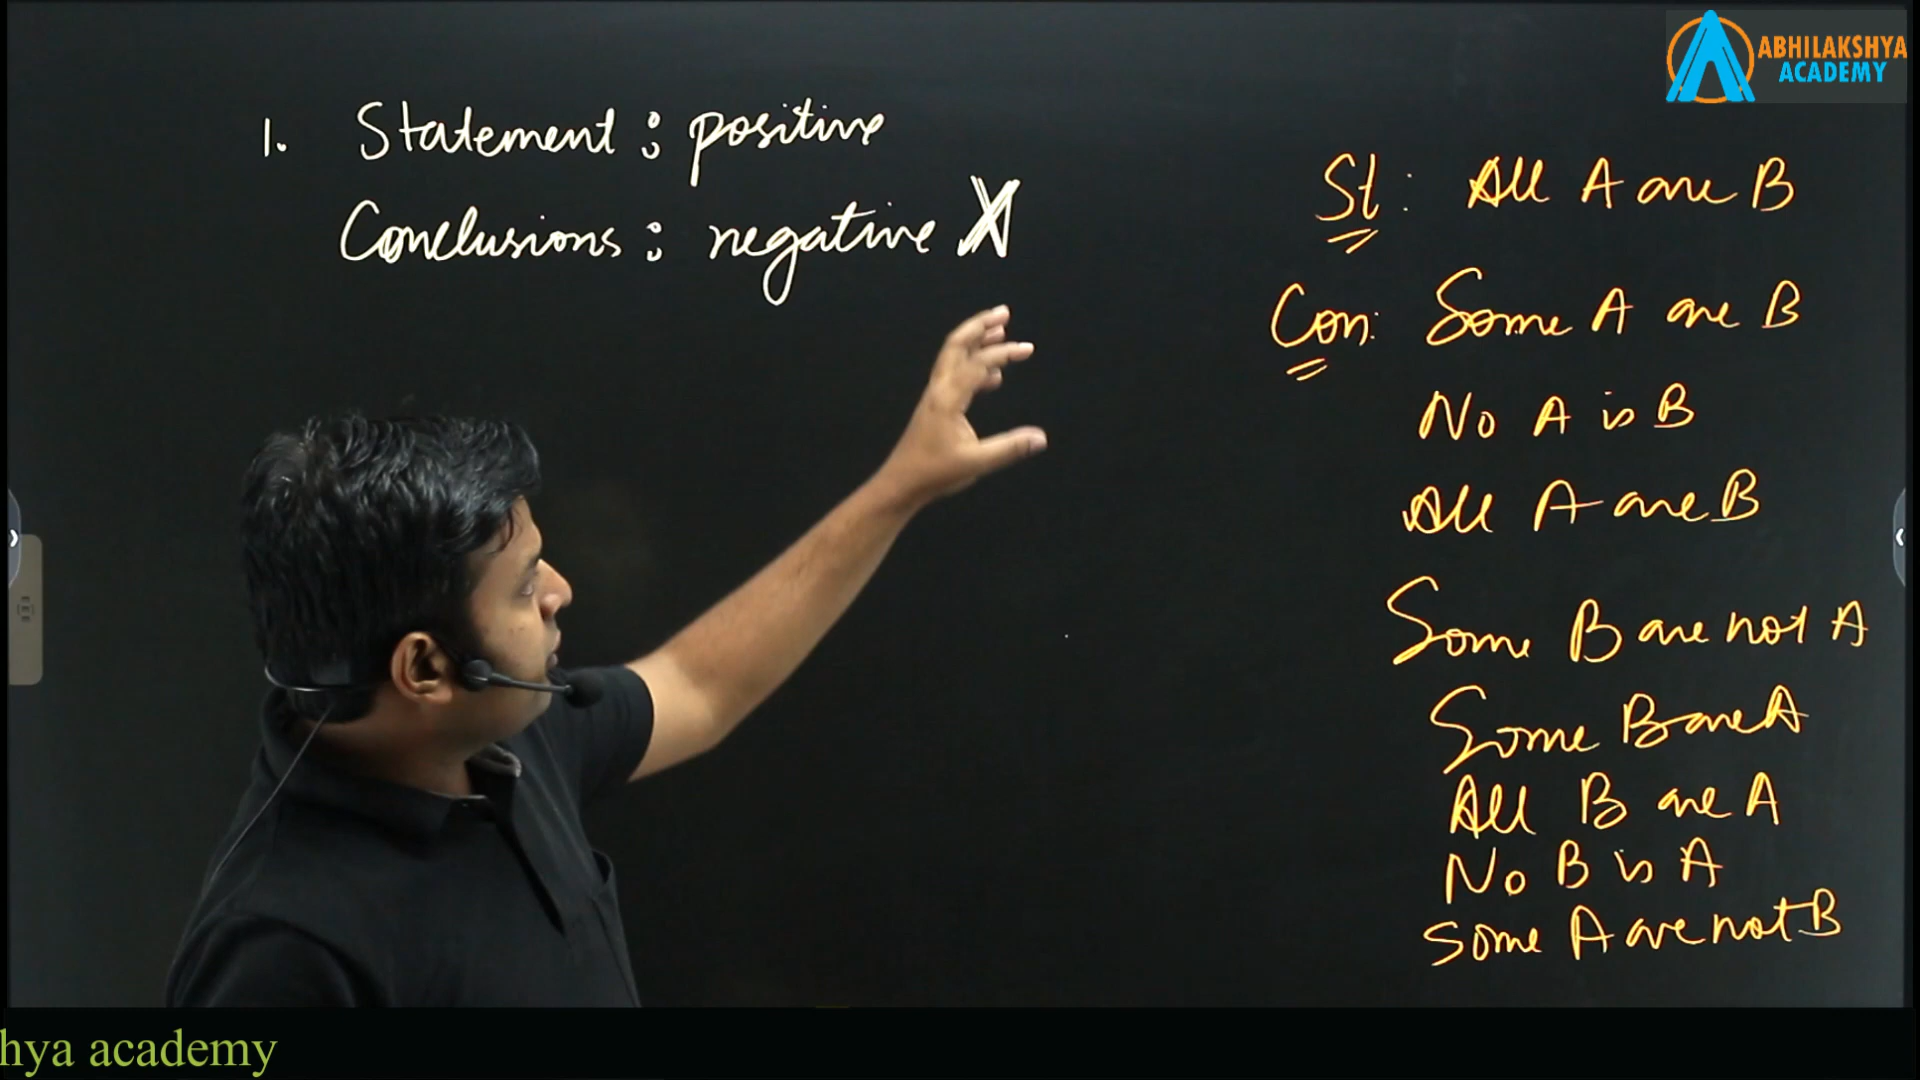 ABHILAKSHYA
ACADEMY
1. Statement : positive
Conclusions : negative X
St : All A are B
Con: Some A are B
No A is B
All A are B
Some B are not A
Some B are A
All B are A
No B is A
Some A are not B
hya academy